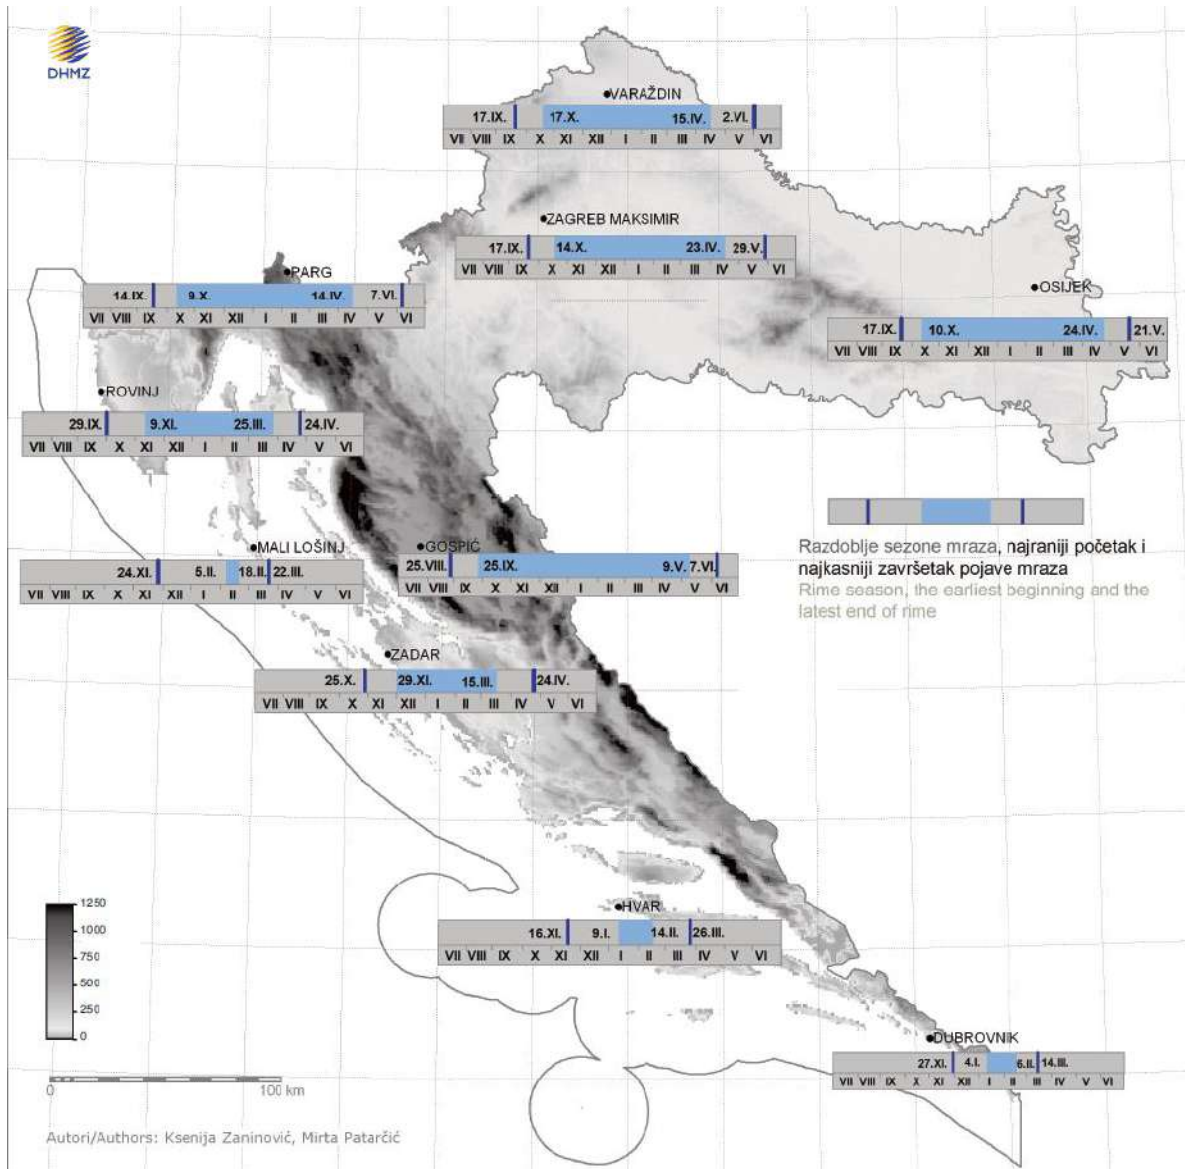 DHMZ
VARAŽDIN
17.IX. 17.X. 15.IV. 2.VI.
VII VIII IX X XI XII I II III IV V VI
ZAGREB MAKSIMIR
17.IX. 14.X. 23.IV. 29.V.
VII VIII IX X XI XII I II III IV V VI
PARG
14.IX. 9.X. 14.IV. 7.VI.
VII VIII IX X XI XII I II III IV V VI
OSIJEK
17.IX. 10.X. 24.IV. 21.V.
VII VIII IX X XI XII I II III IV V VI
ROVINJ
29.IX. 9.XI. 25.III. 24.IV.
VII VIII IX X XI XII I II III IV V VI
MALI LOŠINJ
24.XI. 5.II. 18.II. 22.III.
VII VIII IX X XI XII I II III IV V VI
GOSPIĆ
25.VIII. 25.IX. 9.V. 7.VI.
VII VIII IX X XI XII I II III IV V VI
Razdoblje sezone mraza, najraniji početak i
najkasniji završetak pojave mraza
Rime season, the earliest beginning and the
latest end of rime
ZADAR
25.X. 29.XI. 15.III. 24.IV.
VII VIII IX X XI XII I II III IV V VI
HVAR
16.XI. 9.I. 14.II. 26.III.
VII VIII IX X XI XII I II III IV V VI
DUBROVNIK
27.XI. 4.I. 6.II. 14.III.
VII VIII IX X XI XII I II III IV V VI
1250
1000
750
500
250
0
0 100 km
Autori/Authors: Ksenija Zaninović, Mirta Patarčić